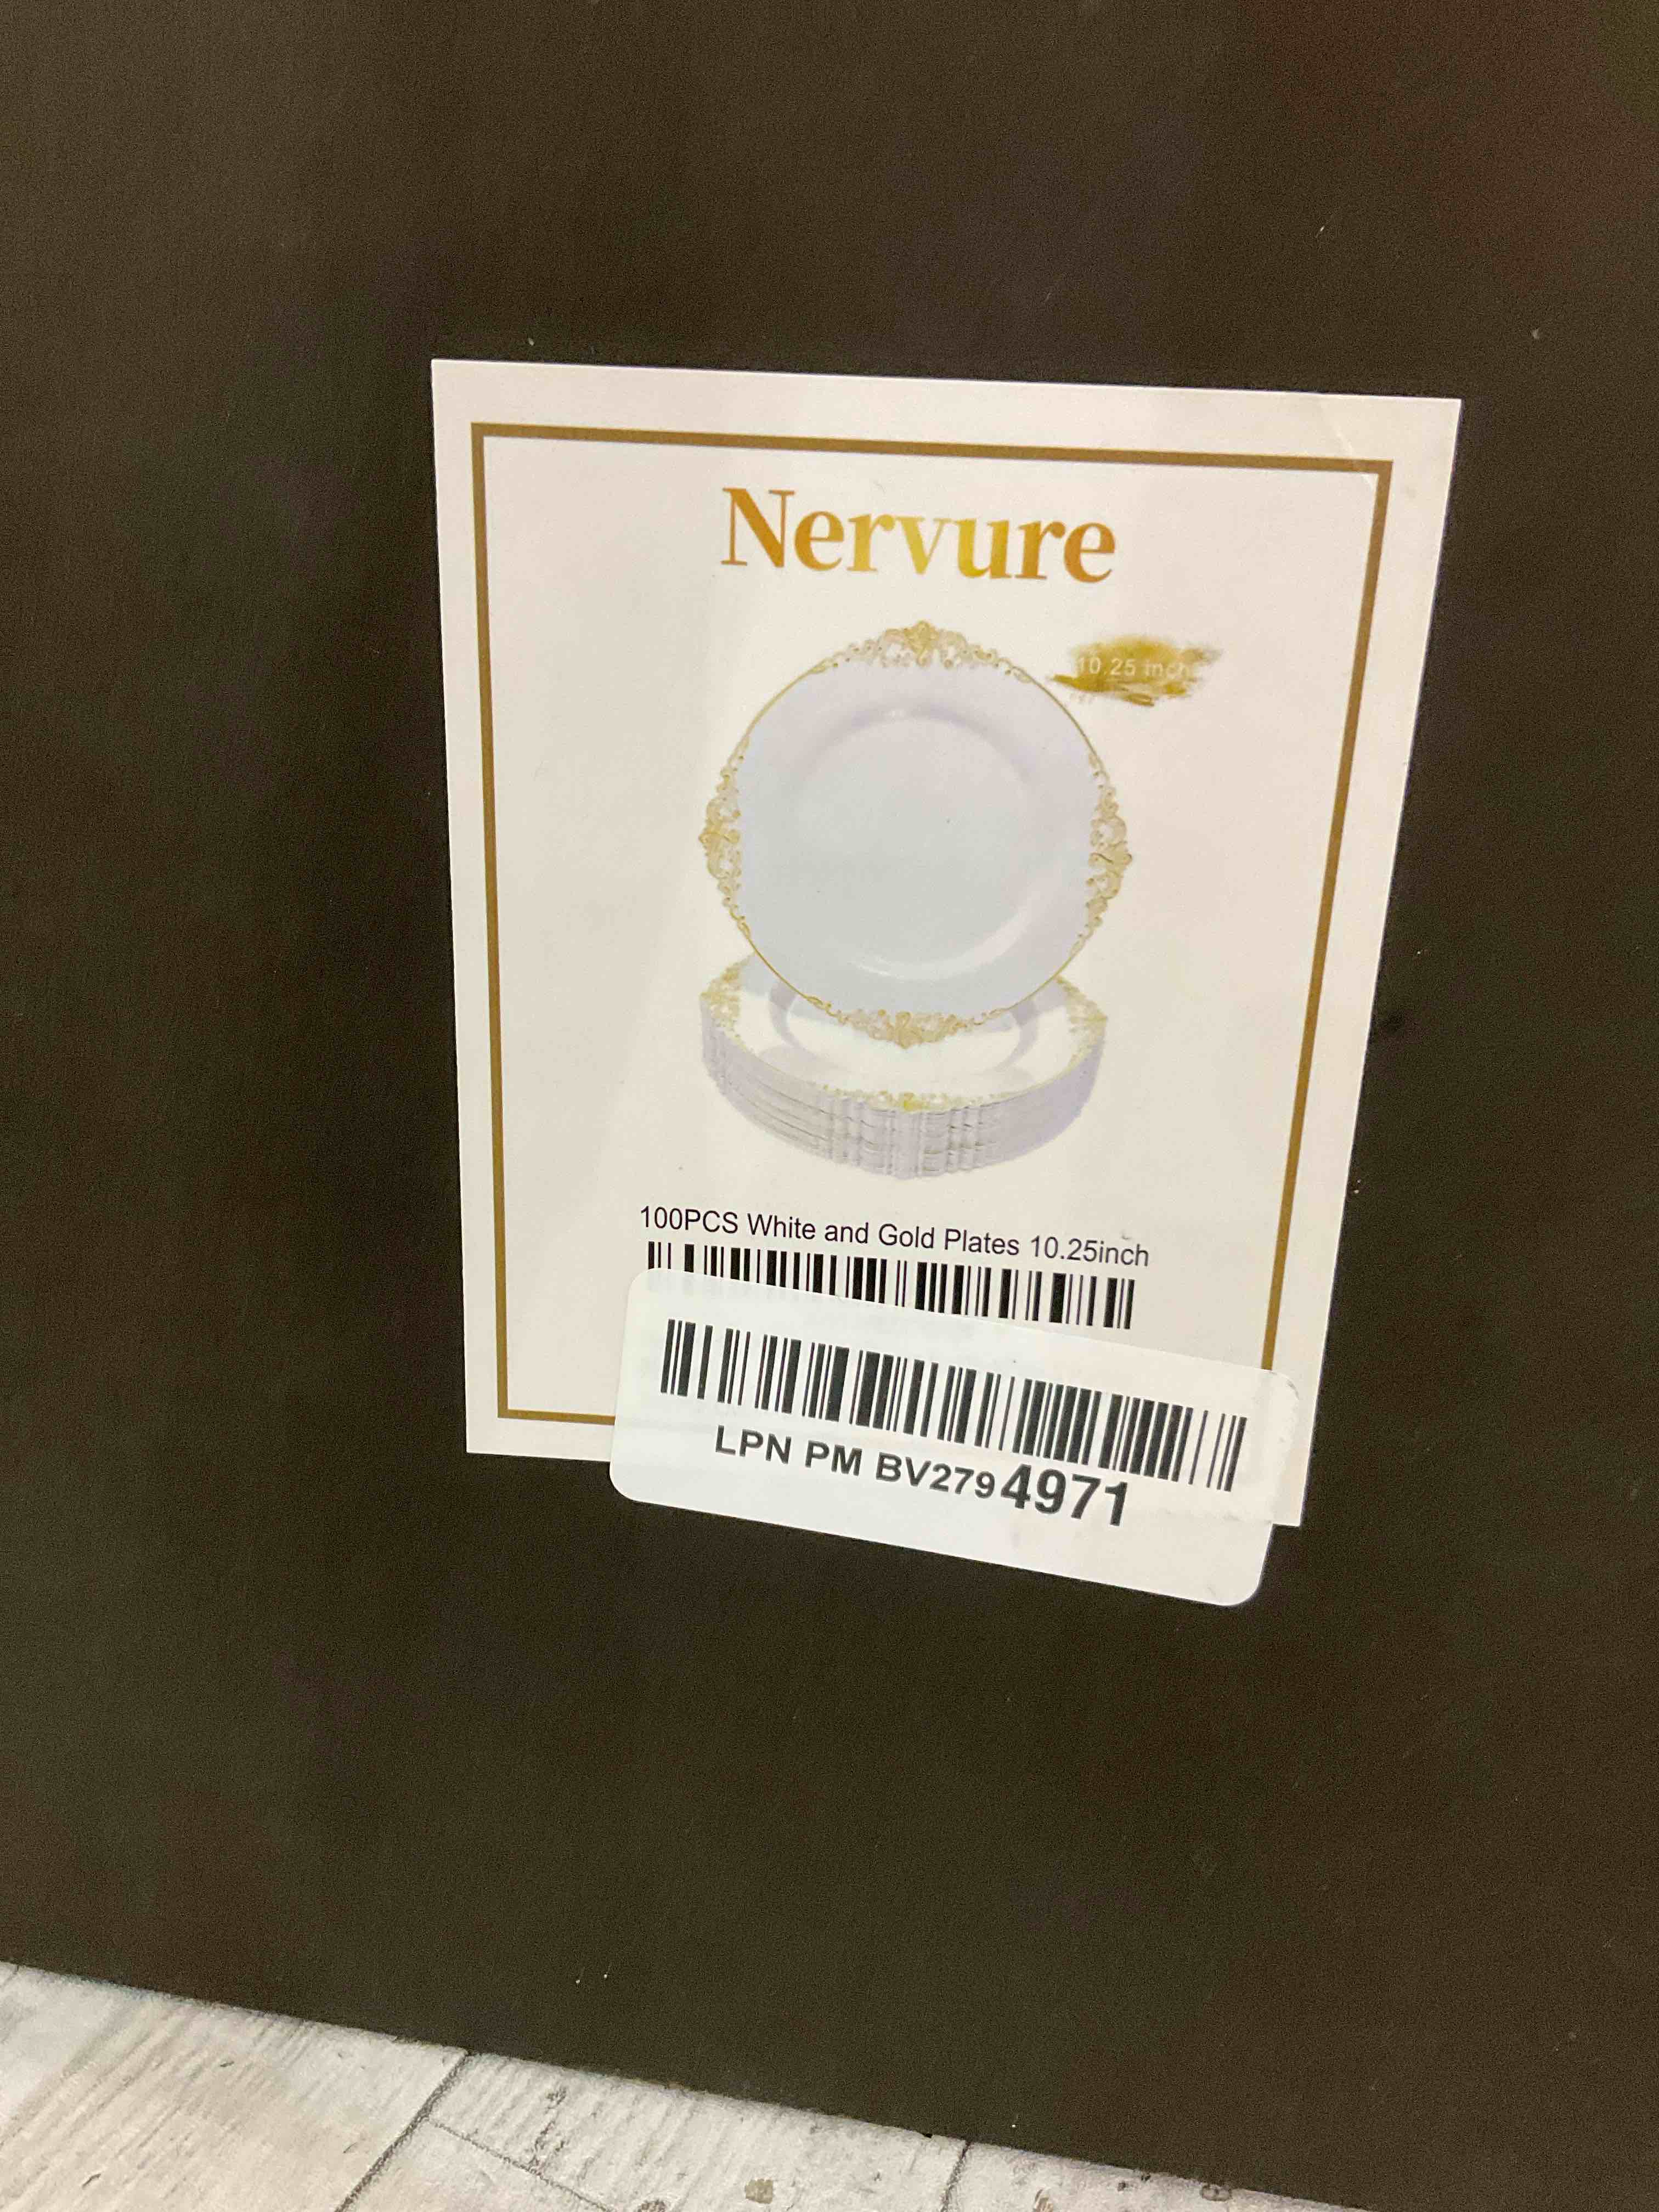 Nervure
10.25 inch
100PCS White and Gold Plates 10.25inch
LPN PM BV2794971